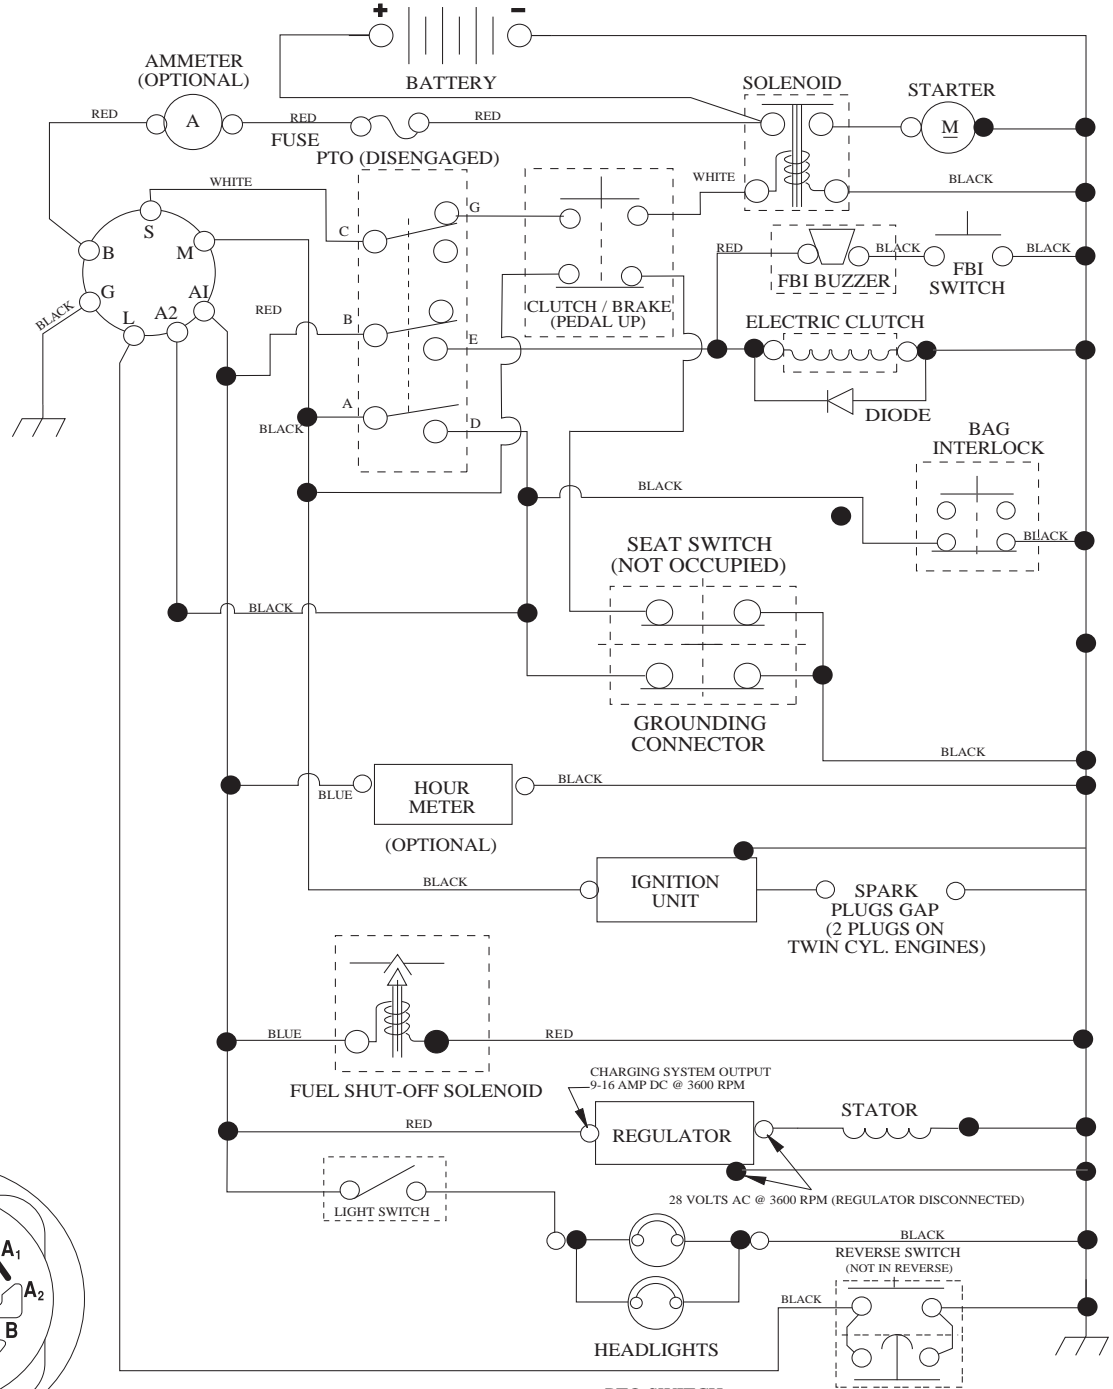 + -
BATTERY
AMMETER
(OPTIONAL)
SOLENOID
STARTER
RED
A
RED
FUSE
RED
M
PTO (DISENGAGED)
WHITE
WHITE
BLACK
S
G
C
B
M
RED
BLACK
BLACK
FBI BUZZER
FBI
SWITCH
G
AI
CLUTCH / BRAKE
(PEDAL UP)
BLACK
L
A2
RED
B
E
ELECTRIC CLUTCH
A
D
BLACK
DIODE
BAG
INTERLOCK
BLACK
BLACK
SEAT SWITCH
(NOT OCCUPIED)
BLACK
GROUNDING
CONNECTOR
BLACK
BLUE
HOUR
METER
BLACK
(OPTIONAL)
BLACK
IGNITION
UNIT
SPARK
PLUGS GAP
(2 PLUGS ON
TWIN CYL. ENGINES)
BLUE
RED
FUEL SHUT-OFF SOLENOID
CHARGING SYSTEM OUTPUT
9-16 AMP DC @ 3600 RPM
RED
REGULATOR
STATOR
28 VOLTS AC @ 3600 RPM (REGULATOR DISCONNECTED)
LIGHT SWITCH
BLACK
REVERSE SWITCH
(NOT IN REVERSE)
A1
A2
B
BLACK
HEADLIGHTS